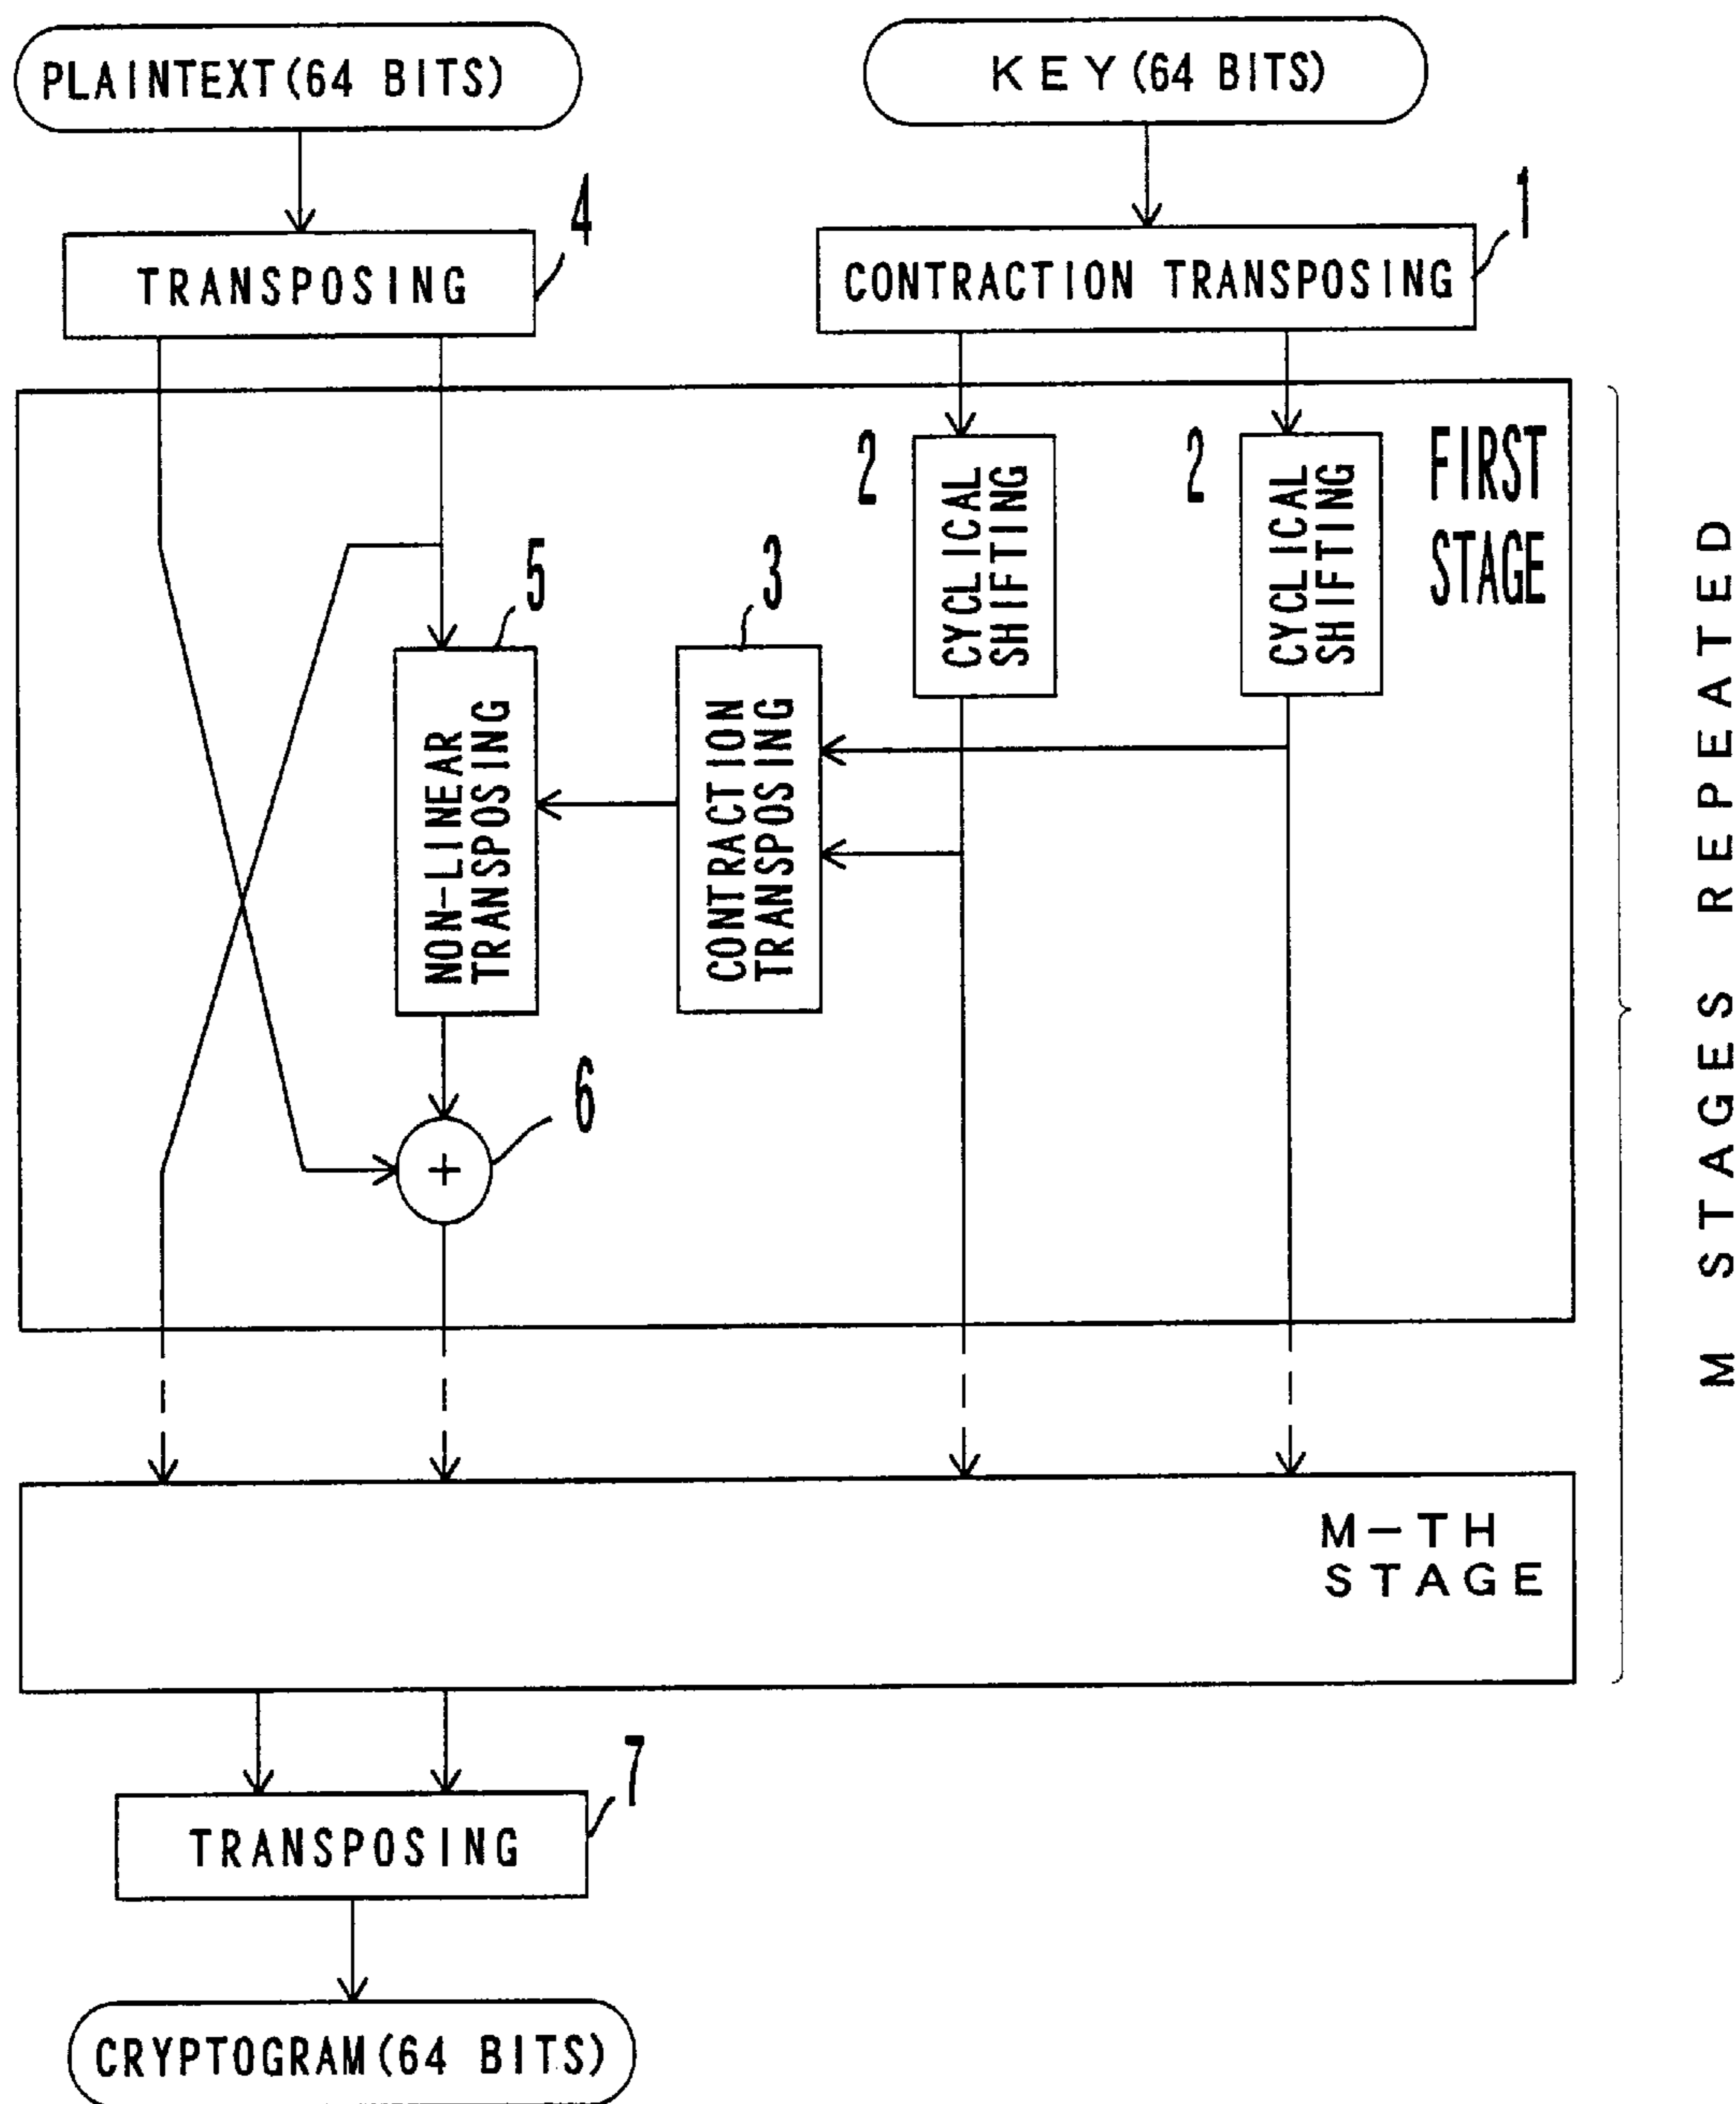 PLAINTEXT(64 BITS)
KEY(64 BITS)
4
1
TRANSPOSING
CONTRACTION TRANSPOSING
2
CYCLICAL
SHIFTING
2
CYCLICAL
SHIFTING
FIRST
STAGE
5
NON-LINEAR
TRANSPOSING
3
CONTRACTION
TRANSPOSING
6
+
M STAGES REPEATED
M-TH
STAGE
7
TRANSPOSING
CRYPTOGRAM(64 BITS)